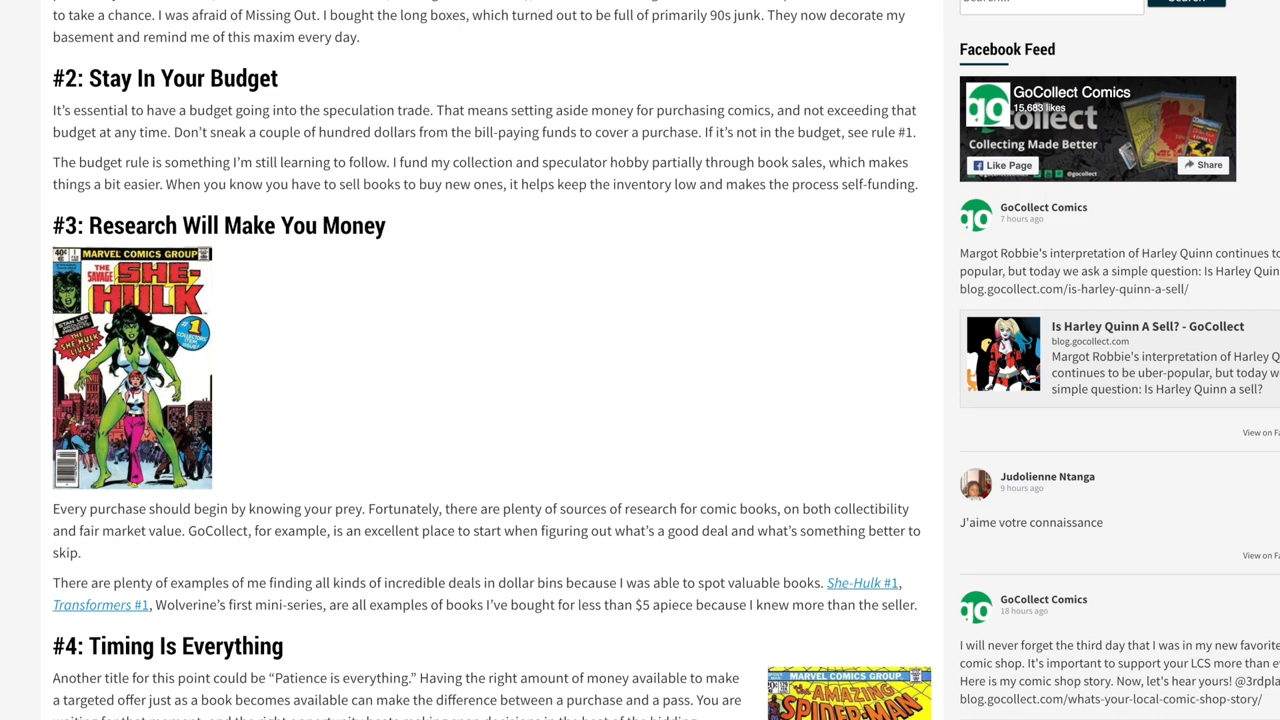 to take a chance. I was afraid of Missing Out. I bought the long boxes, which turned out to be full of primarily 90s junk. They now decorate my
basement and remind me of this maxim every day.
#2: Stay In Your Budget
It’s essential to have a budget going into the speculation trade. That means setting aside money for purchasing comics, and not exceeding that
budget at any time. Don’t sneak a couple of hundred dollars from the bill-paying funds to cover a purchase. If it’s not in the budget, see rule #1.
The budget rule is something I’m still learning to follow. I fund my collection and speculator hobby partially through book sales, which makes
things a bit easier. When you know you have to sell books to buy new ones, it helps keep the inventory low and makes the process self-funding.
#3: Research Will Make You Money
40¢
1
MARVEL COMICS GROUP
THE SAVAGE
SHE-
HULK
STAN LEE
PRESENTS
THE SHE-HULK
LIVES!
#1
COLLECTORS
ITEM
ISSUE!
Every purchase should begin by knowing your prey. Fortunately, there are plenty of sources of research for comic books, on both collectibility
and fair market value. GoCollect, for example, is an excellent place to start when figuring out what’s a good deal and what’s something better to
skip.
There are plenty of examples of me finding all kinds of incredible deals in dollar bins because I was able to spot valuable books. She-Hulk #1,
Transformers #1, Wolverine’s first mini-series, are all examples of books I’ve bought for less than $5 apiece because I knew more than the seller.
#4: Timing Is Everything
Another title for this point could be “Patience is everything.” Having the right amount of money available to make
a targeted offer just as a book becomes available can make the difference between a purchase and a pass. You are
MARVEL COMICS GROUP
THE AMAZING
SPIDER-MAN
Search
Facebook Feed
go
GoCollect Comics
15,683 likes
ollect
Collecting Made Better
Like Page
Share
@gocollect
go
GoCollect Comics
7 hours ago
Margot Robbie's interpretation of Harley Quinn continues to
popular, but today we ask a simple question: Is Harley Quin
blog.gocollect.com/is-harley-quinn-a-sell/
Is Harley Quinn A Sell? - GoCollect
blog.gocollect.com
Margot Robbie's interpretation of Harley Q
continues to be uber-popular, but today w
simple question: Is Harley Quinn a sell?
View on Fa
Judolienne Ntanga
9 hours ago
J'aime votre connaissance
View on Fa
go
GoCollect Comics
18 hours ago
I will never forget the third day that I was in my new favorite
comic shop. It's important to support your LCS more than e
Here is my comic shop story. Now, let's hear yours! @3rdpla
blog.gocollect.com/whats-your-local-comic-shop-story/